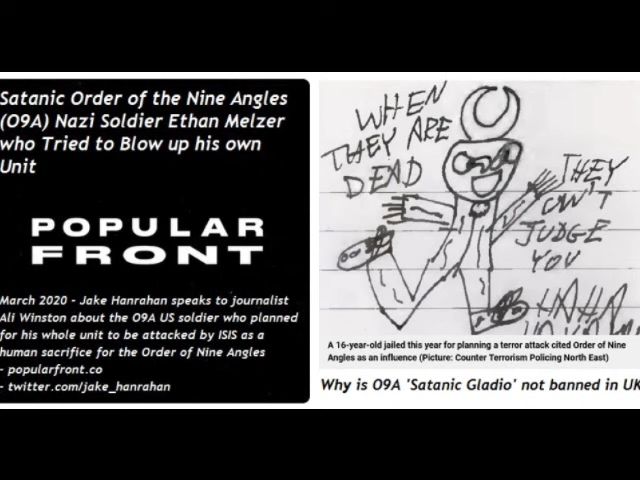 Satanic Order of the Nine Angles
(O9A) Nazi Soldier Ethan Melzer
who Tried to Blow up his own
Unit
POPULAR
FRONT
March 2020 - Jake Hanrahan speaks to journalist
Ali Winston about the O9A US soldier who planned
for his whole unit to be attacked by ISIS as a
human sacrifice for the Order of Nine Angles
- popularfront.co
- twitter.com/jake_hanrahan
WHEN
THEY ARE
DEAD
THEY
CAN'T
JUDGE
YOU
HAHA
A 16-year-old jailed this year for planning a terror attack cited Order of Nine
Angles as an influence (Picture: Counter Terrorism Policing North East)
Why is O9A 'Satanic Gladio' not banned in UK